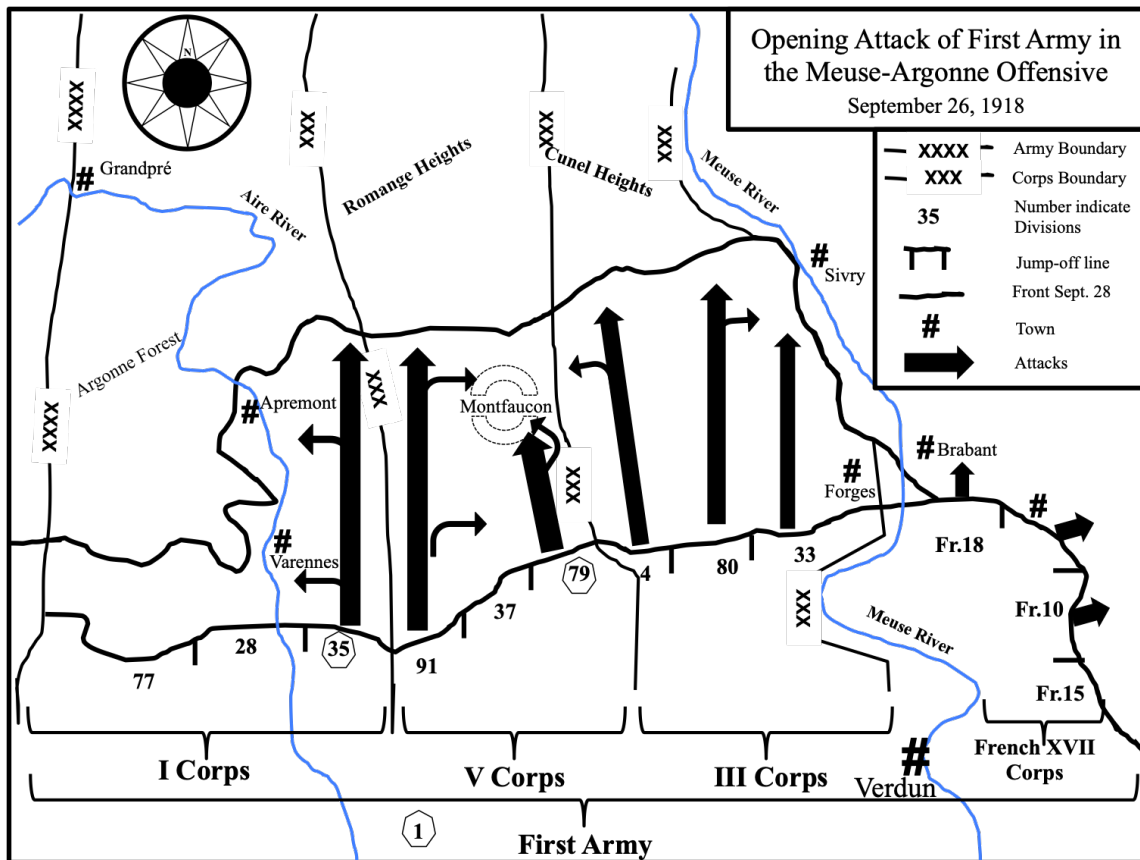 Opening Attack of First Army in
the Meuse-Argonne Offensive
September 26, 1918
XXXX Army Boundary
XXX Corps Boundary
35 Number indicate
Divisions
Jump-off line
Front Sept. 28
# Town
Attacks
N
XXXX
XXX
XXX
XXX
# Grandpré
Aire River
Romange Heights
Cunel Heights
Meuse River
# Sivry
Argonne Forest
XXXX
XXX
# Apremont
Montfaucon
XXX
# Varennes
# Forges
# Brabant
#
Fr.18
Fr.10
Fr.15
77
28
35
91
37
79
4
80
33
XXX
Meuse River
I Corps
V Corps
III Corps
French XVII
Corps
# Verdun
1
First Army